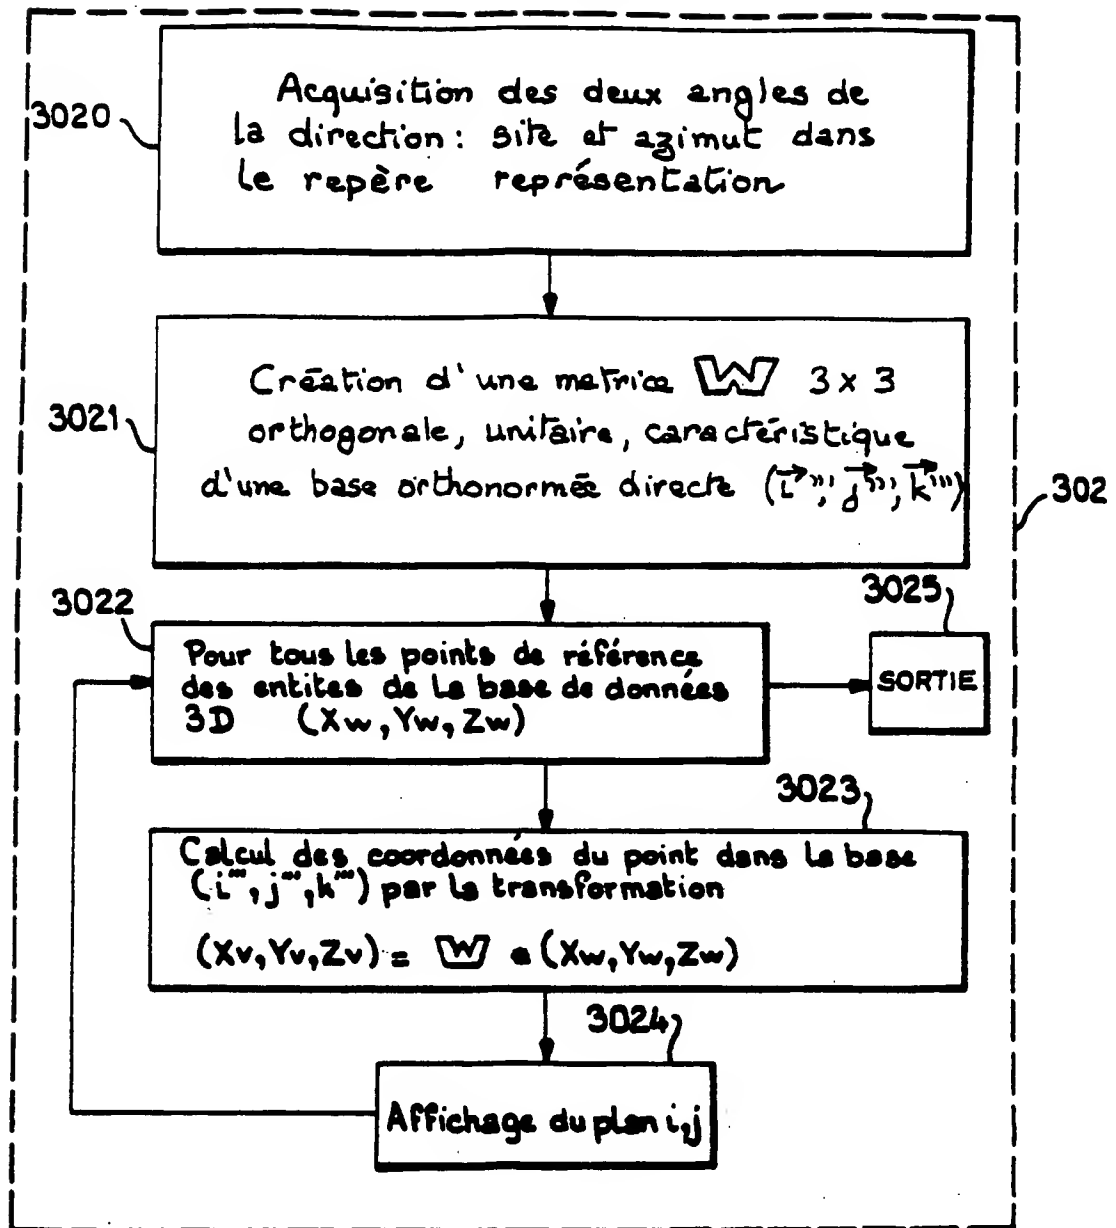 3020
Acquisition des deux angles de
la direction : site et azimut dans
le repère représentation
3021
Création d'une matrice W 3 x 3
orthogonale, unitaire, caractéristique
d'une base orthonormée directe (i''', j''', k''')
302
3022
Pour tous les points de référence
des entites de la base de données
3D (Xw, Yw, Zw)
3025
SORTIE
3023
Calcul des coordonnées du point dans la base
(i''', j''', k''') par la transformation
(Xv, Yv, Zv) = W • (Xw, Yw, Zw)
3024
Affichage du plan i, j